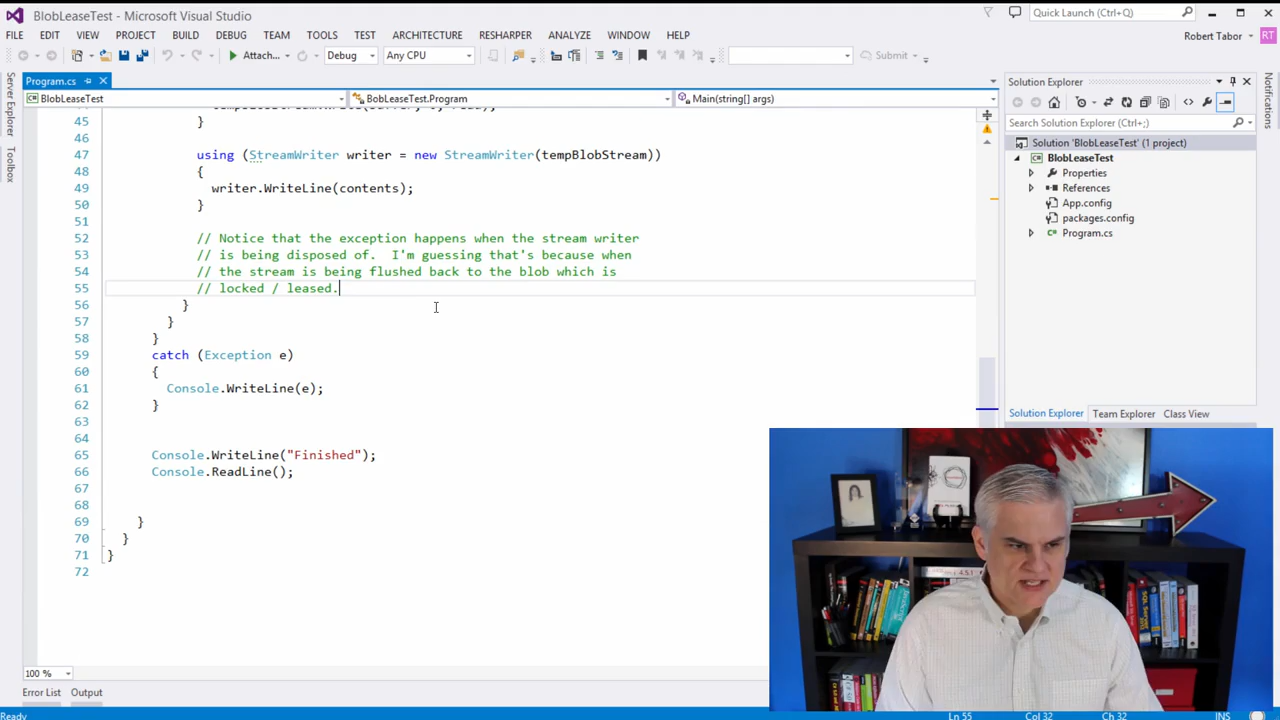 BlobLeaseTest - Microsoft Visual Studio
Quick Launch (Ctrl+Q)
FILE EDIT VIEW PROJECT BUILD DEBUG TEAM TOOLS TEST ARCHITECTURE RESHARPER ANALYZE WINDOW HELP
Robert Tabor RT
Attach... Debug Any CPU Submit
Server Explorer
Toolbox
Program.cs
BlobLeaseTest BobLeaseTest.Program Main(string[] args)
45 }
46
47 using (StreamWriter writer = new StreamWriter(tempBlobStream))
48 {
49 writer.WriteLine(contents);
50 }
51
52 // Notice that the exception happens when the stream writer
53 // is being disposed of.  I'm guessing that's because when
54 // the stream is being flushed back to the blob which is
55 // locked / leased.
56 }
57 }
58 }
59 catch (Exception e)
60 {
61 Console.WriteLine(e);
62 }
63
64
65 Console.WriteLine("Finished");
66 Console.ReadLine();
67
68
69 }
70 }
71 }
72
100 %
Error List Output
Ready Ln 55 Col 32 Ch 32 INS
Solution Explorer
Search Solution Explorer (Ctrl+;)
Solution 'BlobLeaseTest' (1 project)
BlobLeaseTest
Properties
References
App.config
packages.config
Program.cs
Solution Explorer Team Explorer Class View
Notifications